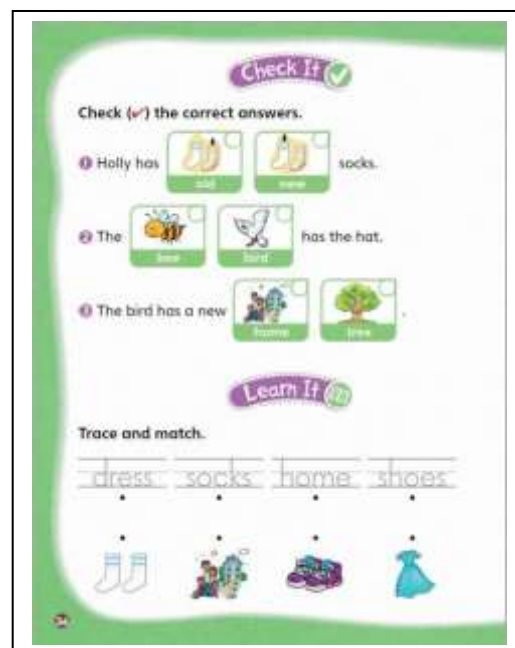 Check It
Check (✔) the correct answers.
1 Holly has old new socks.
2 The bee bird has the hat.
3 The bird has a new home tree .
Learn It
Trace and match.
dress socks home shoes